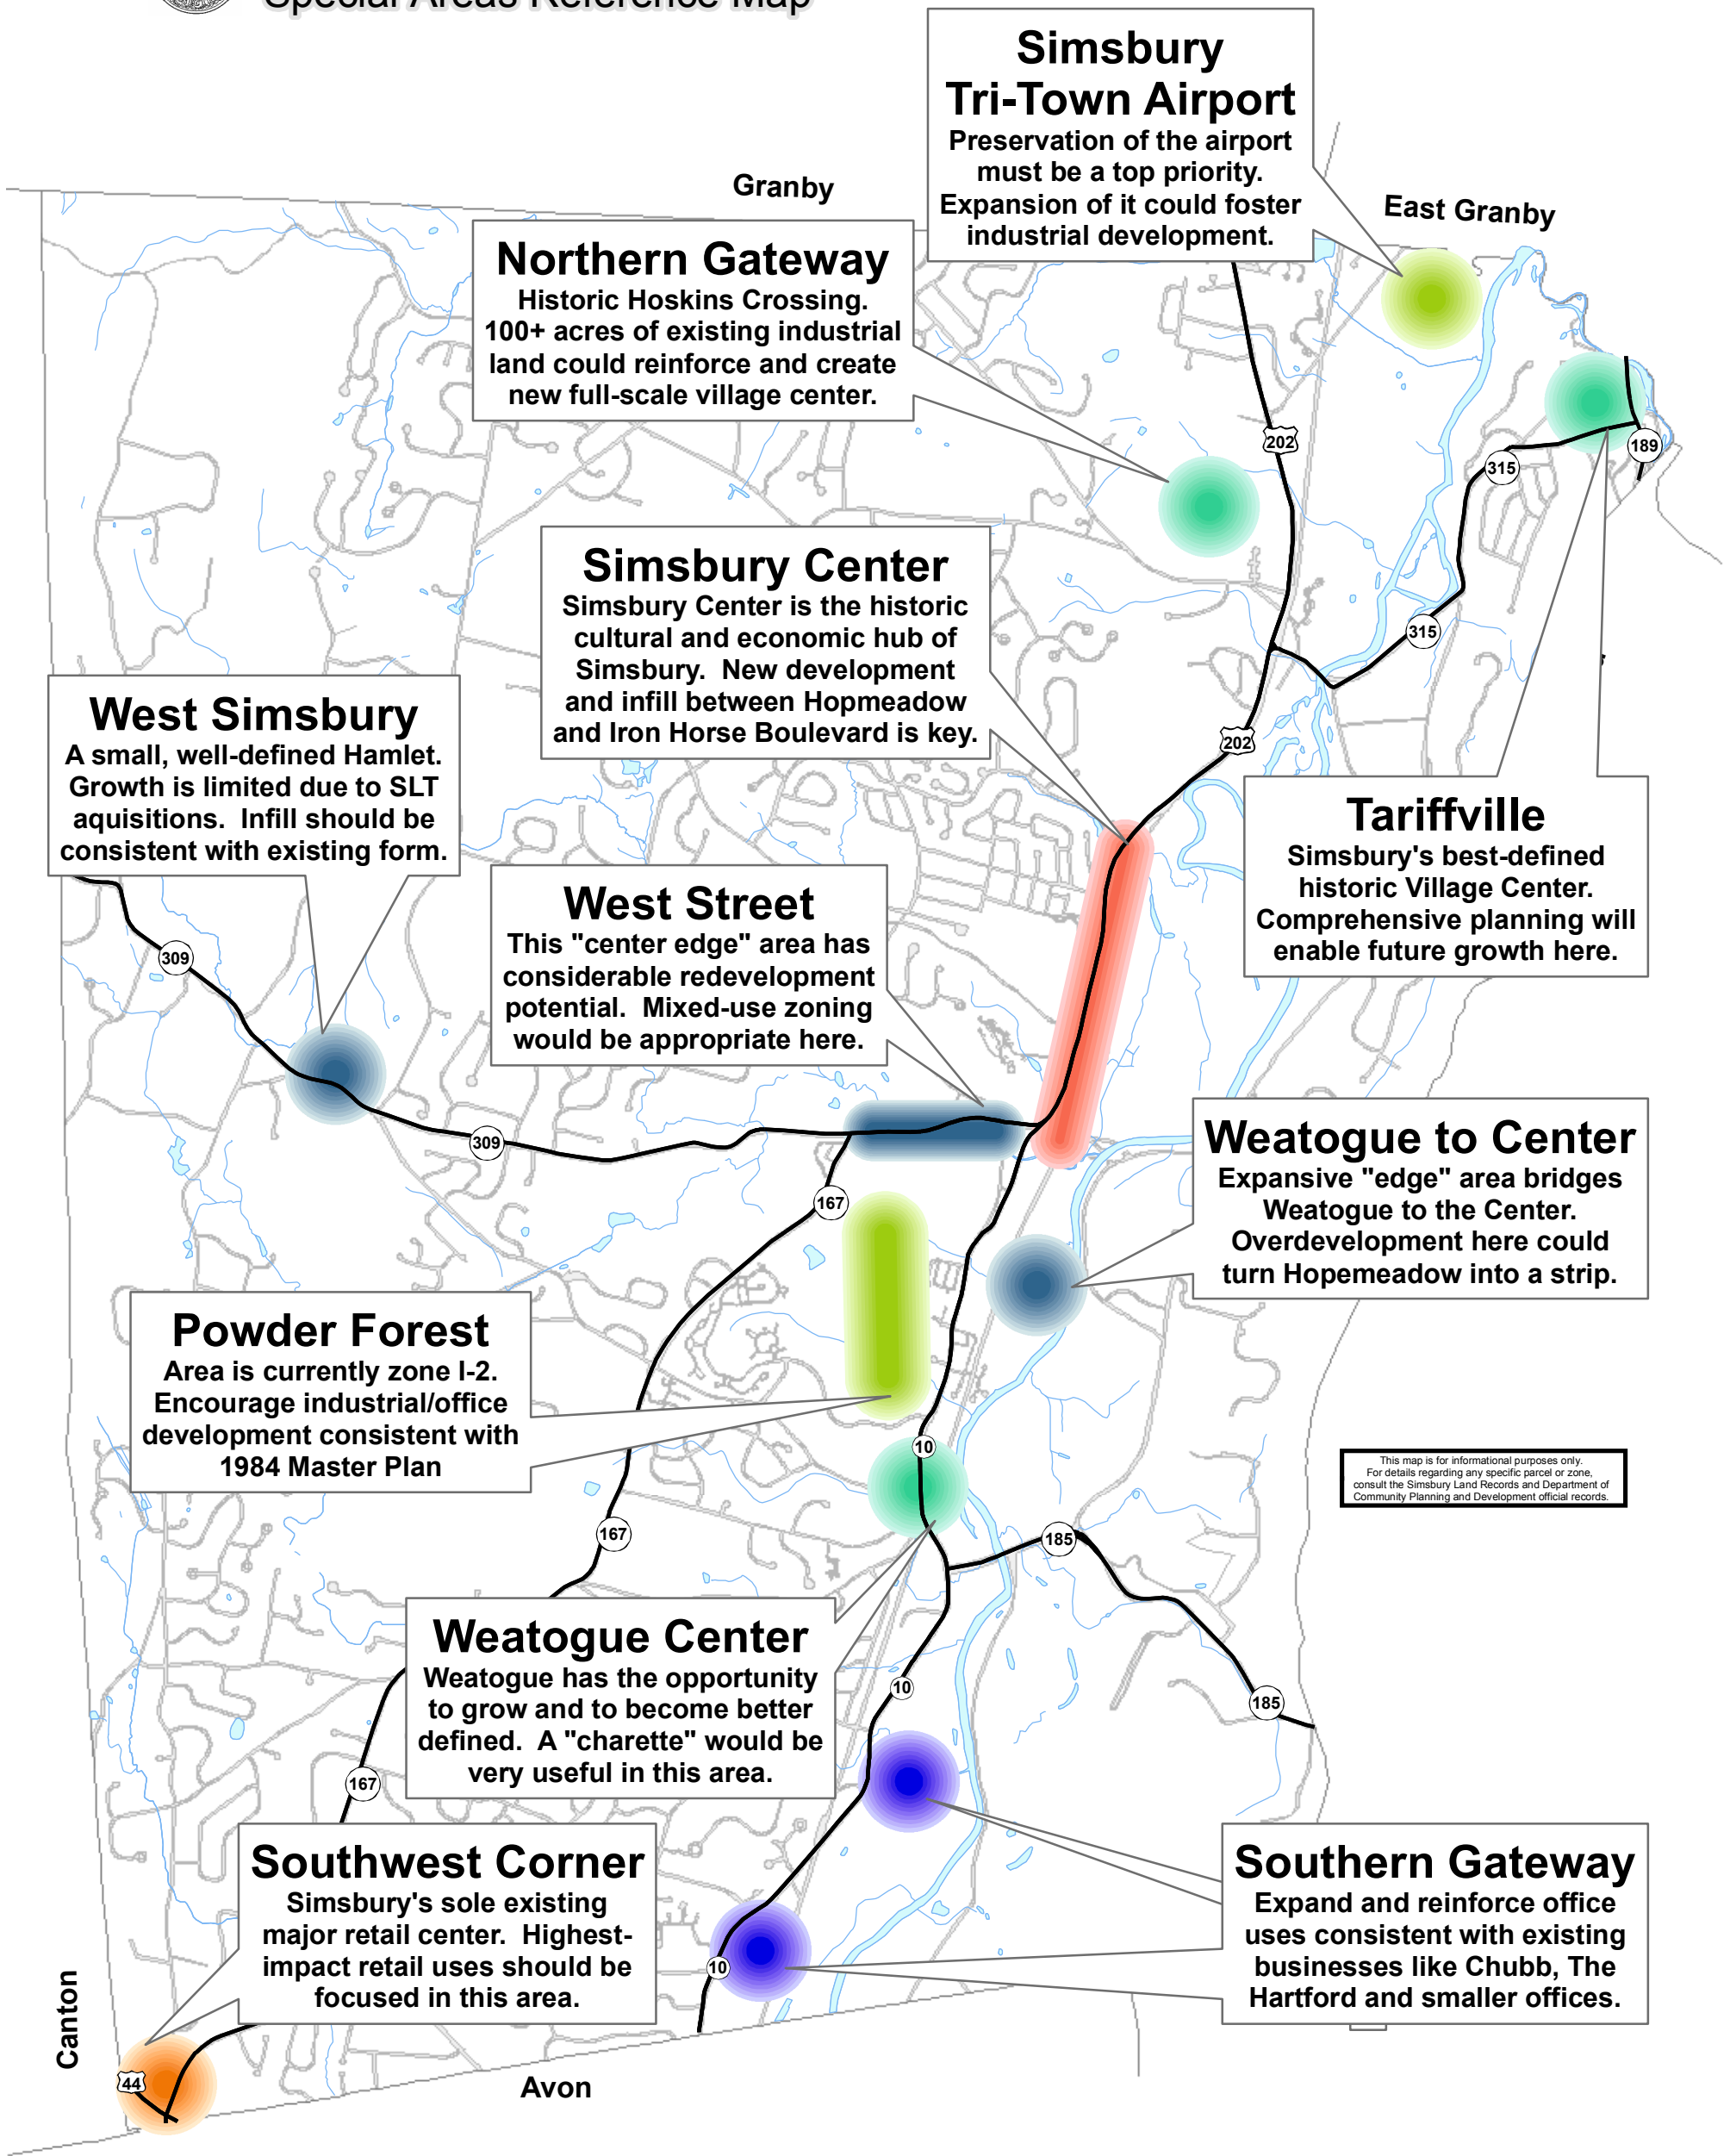 Special Areas Reference Map
Simsbury
Tri-Town Airport
Preservation of the airport
must be a top priority.
Expansion of it could foster
industrial development.
Granby
East Granby
Northern Gateway
Historic Hoskins Crossing.
100+ acres of existing industrial
land could reinforce and create
new full-scale village center.
202
189
315
Simsbury Center
Simsbury Center is the historic
cultural and economic hub of
Simsbury.  New development
and infill between Hopmeadow
and Iron Horse Boulevard is key.
315
202
West Simsbury
A small, well-defined Hamlet.
Growth is limited due to SLT
aquisitions.  Infill should be
consistent with existing form.
Tariffville
Simsbury's best-defined
historic Village Center.
Comprehensive planning will
enable future growth here.
West Street
This "center edge" area has
considerable redevelopment
potential.  Mixed-use zoning
would be appropriate here.
309
309
167
Weatogue to Center
Expansive "edge" area bridges
Weatogue to the Center.
Overdevelopment here could
turn Hopemeadow into a strip.
Powder Forest
Area is currently zone I-2.
Encourage industrial/office
development consistent with
1984 Master Plan
10
This map is for informational purposes only.
For details regarding any specific parcel or zone,
consult the Simsbury Land Records and Department of
Community Planning and Development official records.
167
185
Weatogue Center
Weatogue has the opportunity
to grow and to become better
defined.  A "charette" would be
very useful in this area.
10
185
167
Southwest Corner
Simsbury's sole existing
major retail center.  Highest-
impact retail uses should be
focused in this area.
Southern Gateway
Expand and reinforce office
uses consistent with existing
businesses like Chubb, The
Hartford and smaller offices.
10
Canton
44
Avon